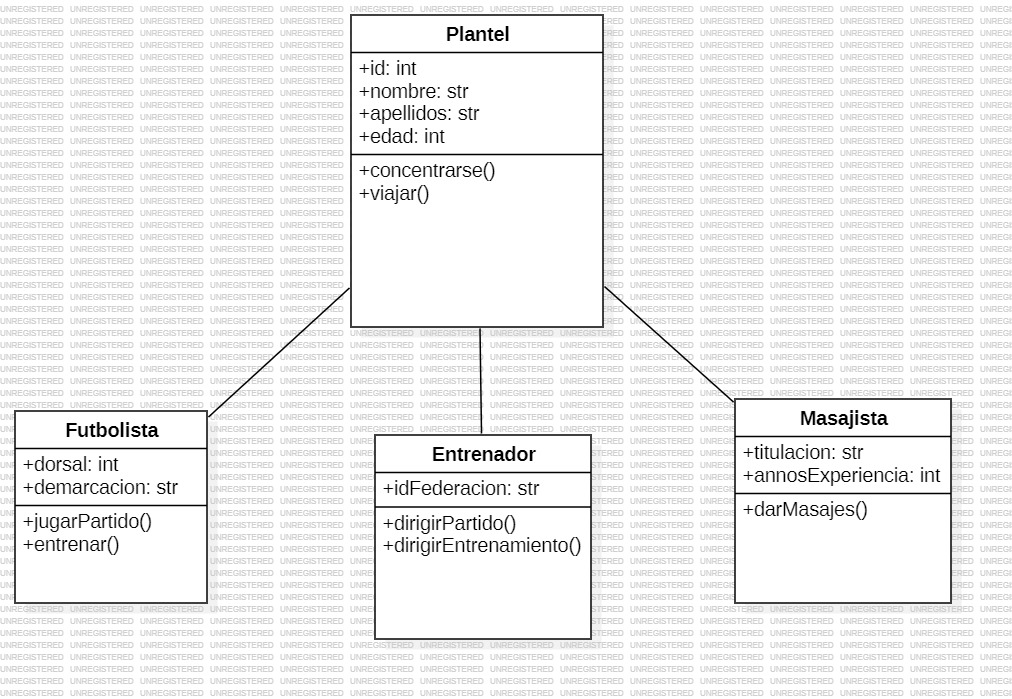 Plantel
+id: int
+nombre: str
+apellidos: str
+edad: int
+concentrarse()
+viajar()
Futbolista
+dorsal: int
+demarcacion: str
+jugarPartido()
+entrenar()
Entrenador
+idFederacion: str
+dirigirPartido()
+dirigirEntrenamiento()
Masajista
+titulacion: str
+annosExperiencia: int
+darMasajes()
UNREGISTERED